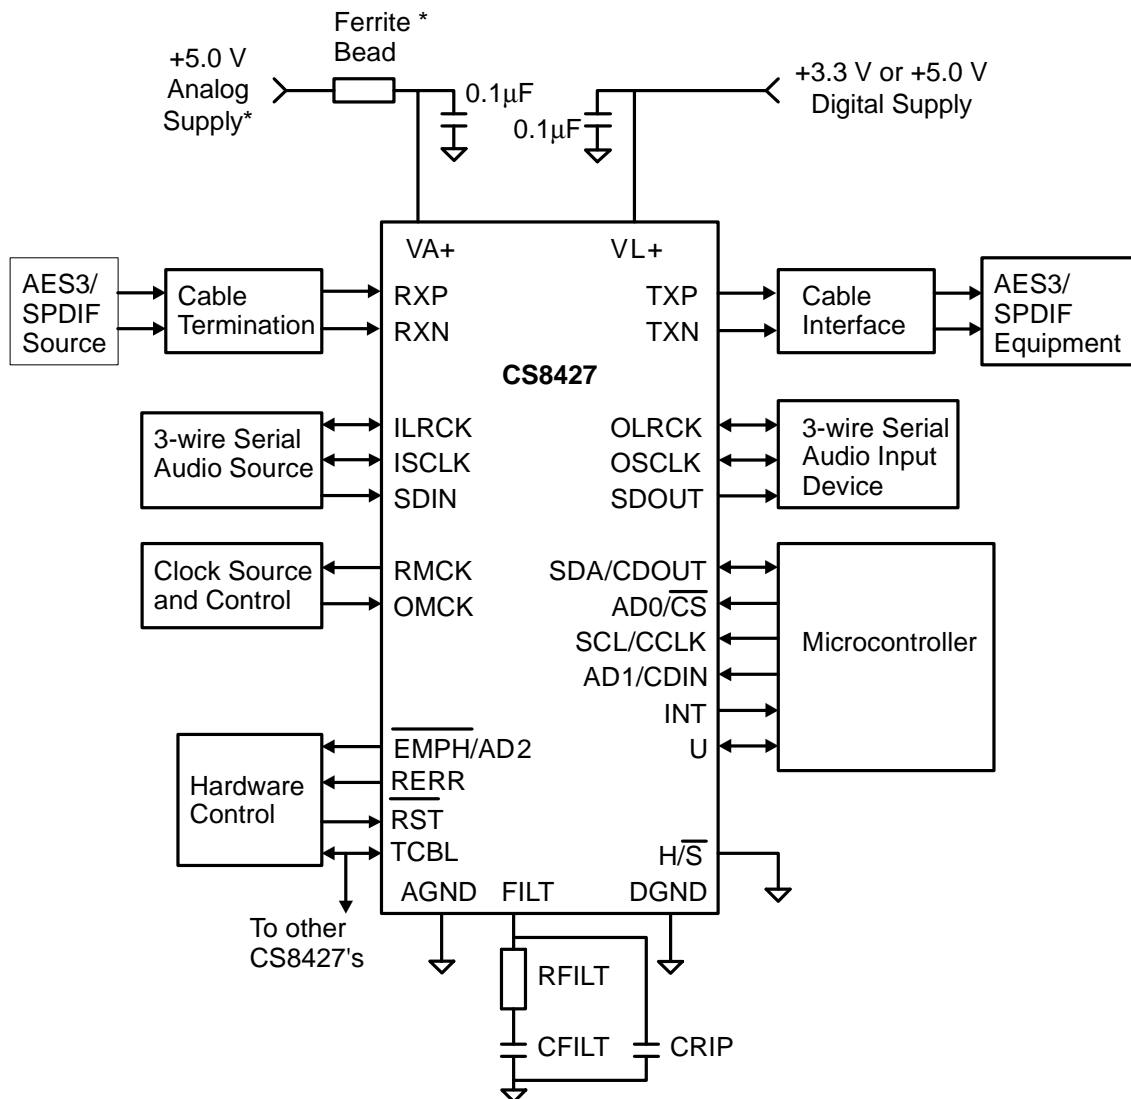 Ferrite *
Bead
+5.0 V
Analog
Supply*
0.1µF
0.1µF
+3.3 V or +5.0 V
Digital Supply
VA+
VL+
AES3/
SPDIF
Source
Cable
Termination
RXP
RXN
TXP
TXN
Cable
Interface
AES3/
SPDIF
Equipment
CS8427
3-wire Serial
Audio Source
ILRCK
ISCLK
SDIN
OLRCK
OSCLK
SDOUT
3-wire Serial
Audio Input
Device
Clock Source
and Control
RMCK
OMCK
SDA/CDOUT
AD0/CS
SCL/CCLK
AD1/CDIN
INT
U
Microcontroller
Hardware
Control
EMPH/AD2
RERR
RST
TCBL
H/S
AGND
FILT
DGND
To other
CS8427's
RFILT
CFILT
CRIP